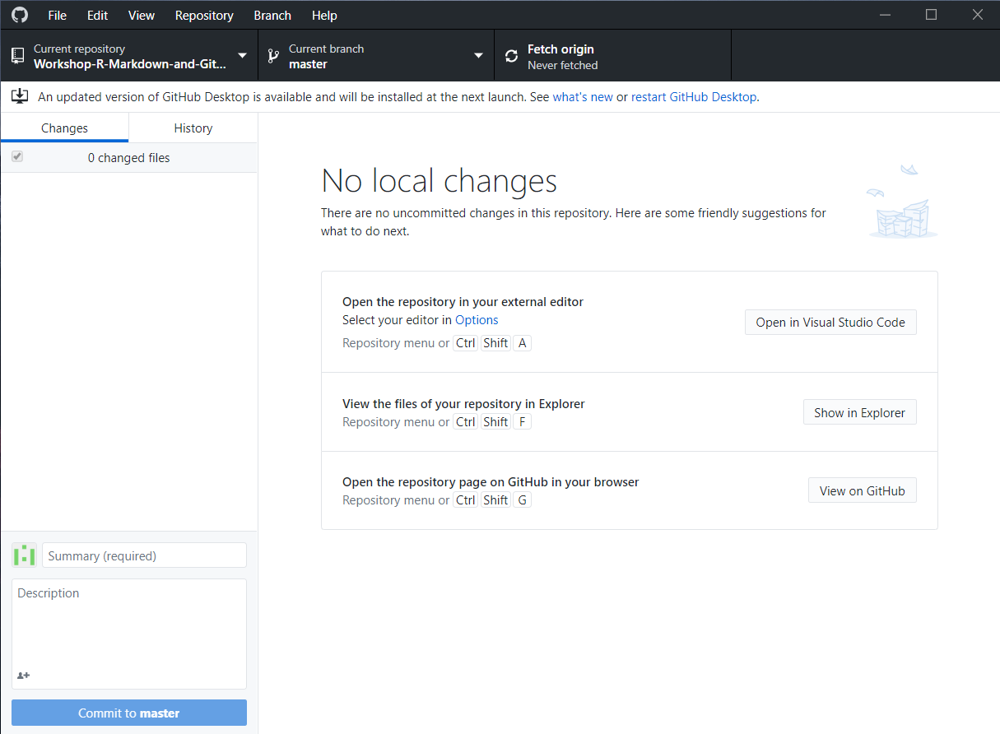 File Edit View Repository Branch Help
Current repository
Workshop-R-Markdown-and-Git...
Current branch
master
Fetch origin
Never fetched
An updated version of GitHub Desktop is available and will be installed at the next launch. See what's new or restart GitHub Desktop.
Changes
History
0 changed files
No local changes
There are no uncommitted changes in this repository. Here are some friendly suggestions for
what to do next.
Open the repository in your external editor
Select your editor in Options
Repository menu or Ctrl Shift A
Open in Visual Studio Code
View the files of your repository in Explorer
Repository menu or Ctrl Shift F
Show in Explorer
Open the repository page on GitHub in your browser
Repository menu or Ctrl Shift G
View on GitHub
Summary (required)
Description
Commit to master